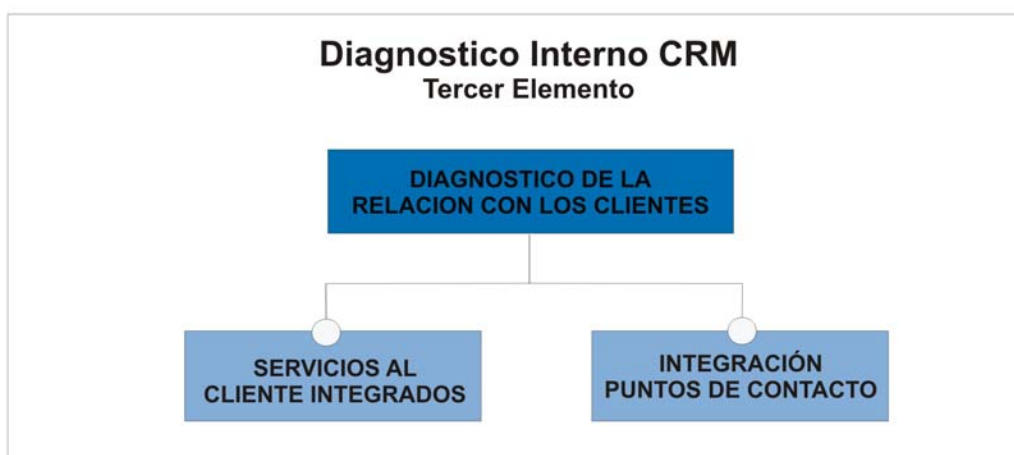 Diagnostico Interno CRM
Tercer Elemento
DIAGNOSTICO DE LA
RELACION CON LOS CLIENTES
SERVICIOS AL
CLIENTE INTEGRADOS
INTEGRACIÓN
PUNTOS DE CONTACTO